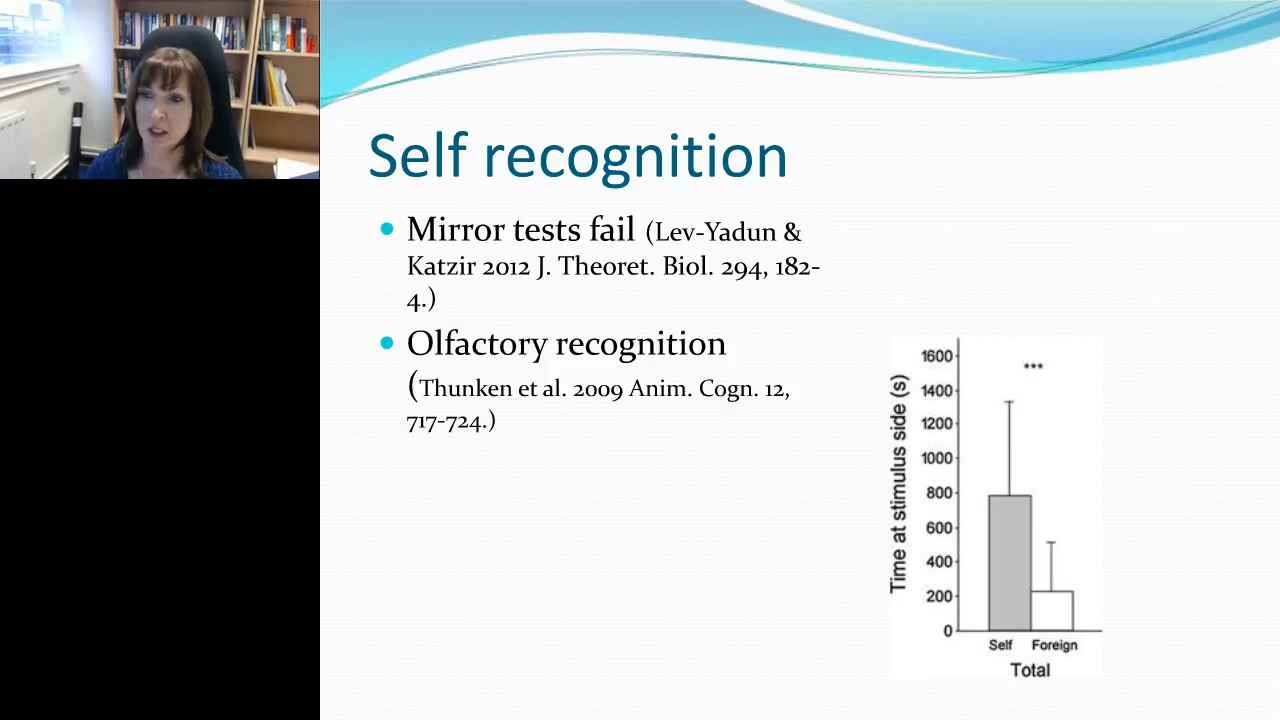 Self recognition
Mirror tests fail (Lev-Yadun &
Katzir 2012 J. Theoret. Biol. 294, 182-
4.)
Olfactory recognition
(Thunken et al. 2009 Anim. Cogn. 12,
717-724.)
Time at stimulus side (s)
1600
1400
1200
1000
800
600
400
200
0
***
Self Foreign
Total